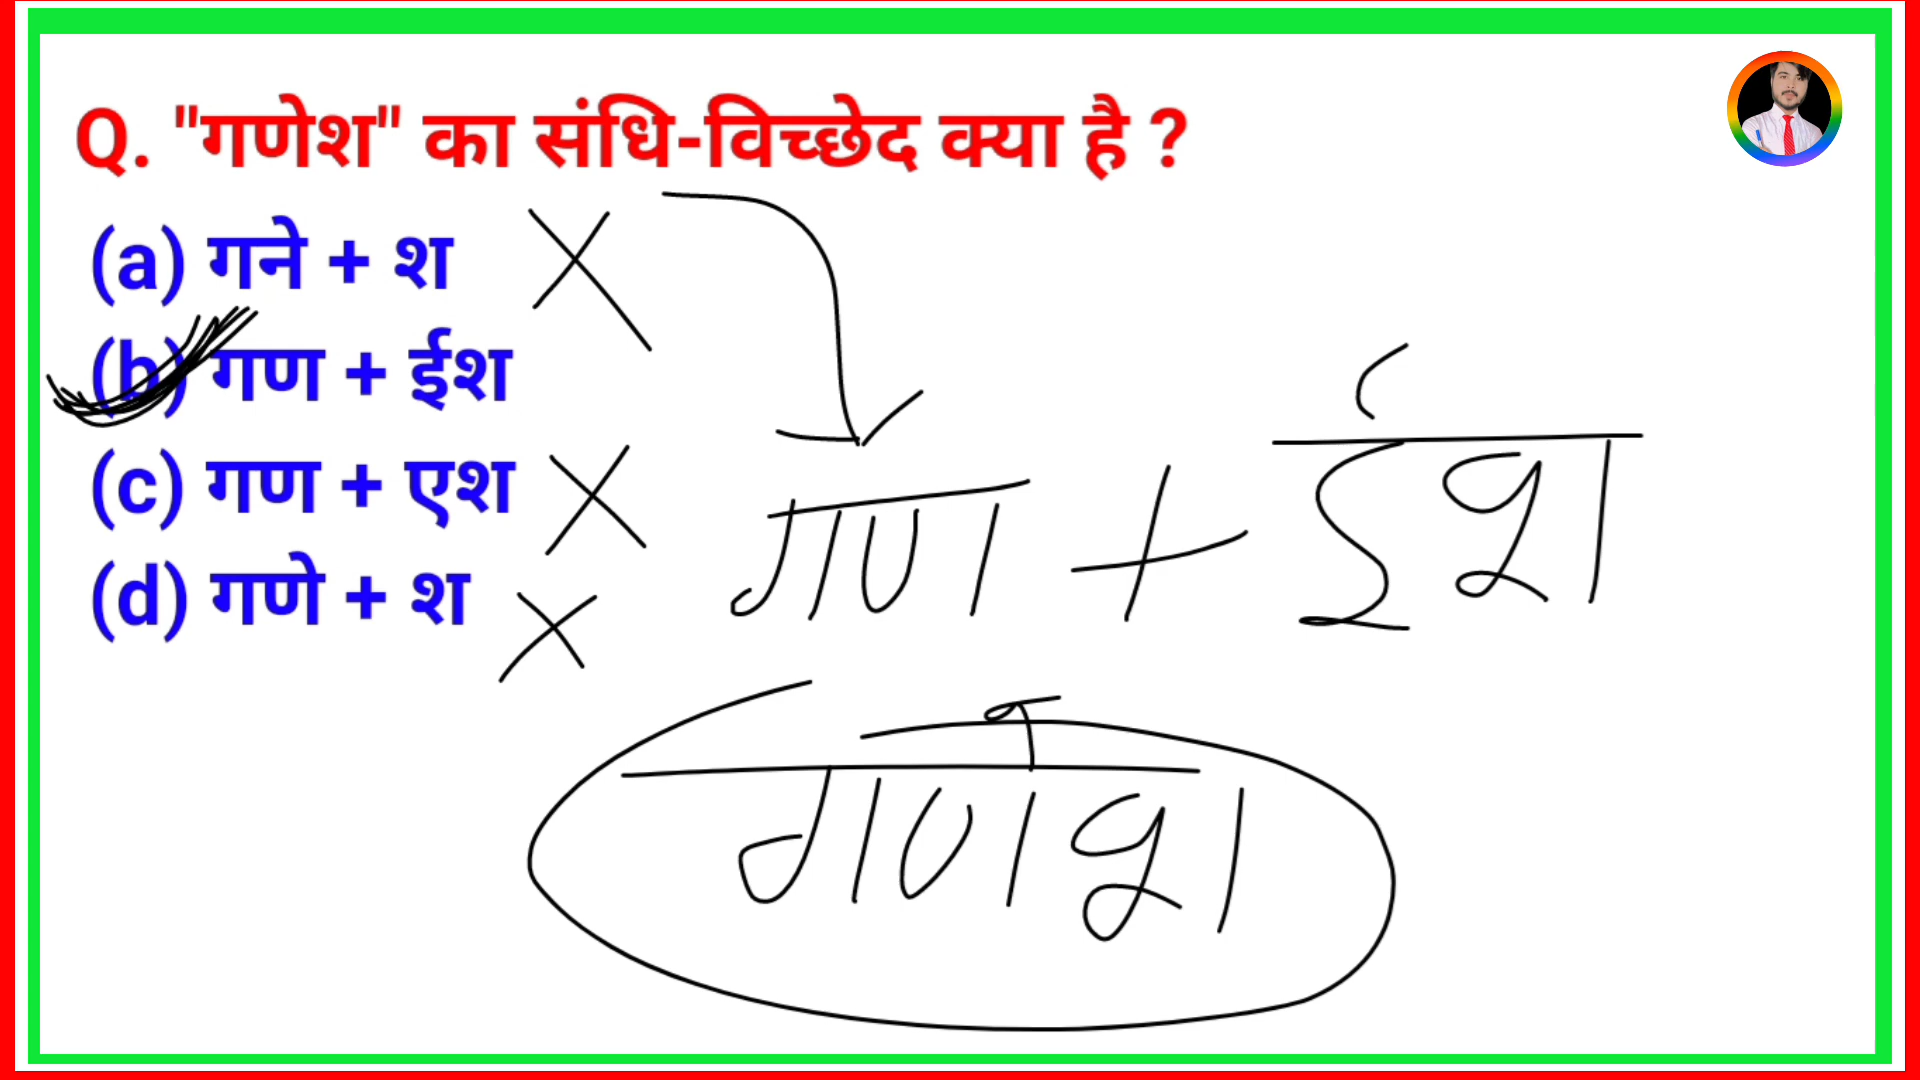 Q. "गणेश" का संधि-विच्छेद क्या है ?
(a) गने + श
(b) गण + ईश
(c) गण + एश
(d) गणे + श
गण + ईश
गणेश